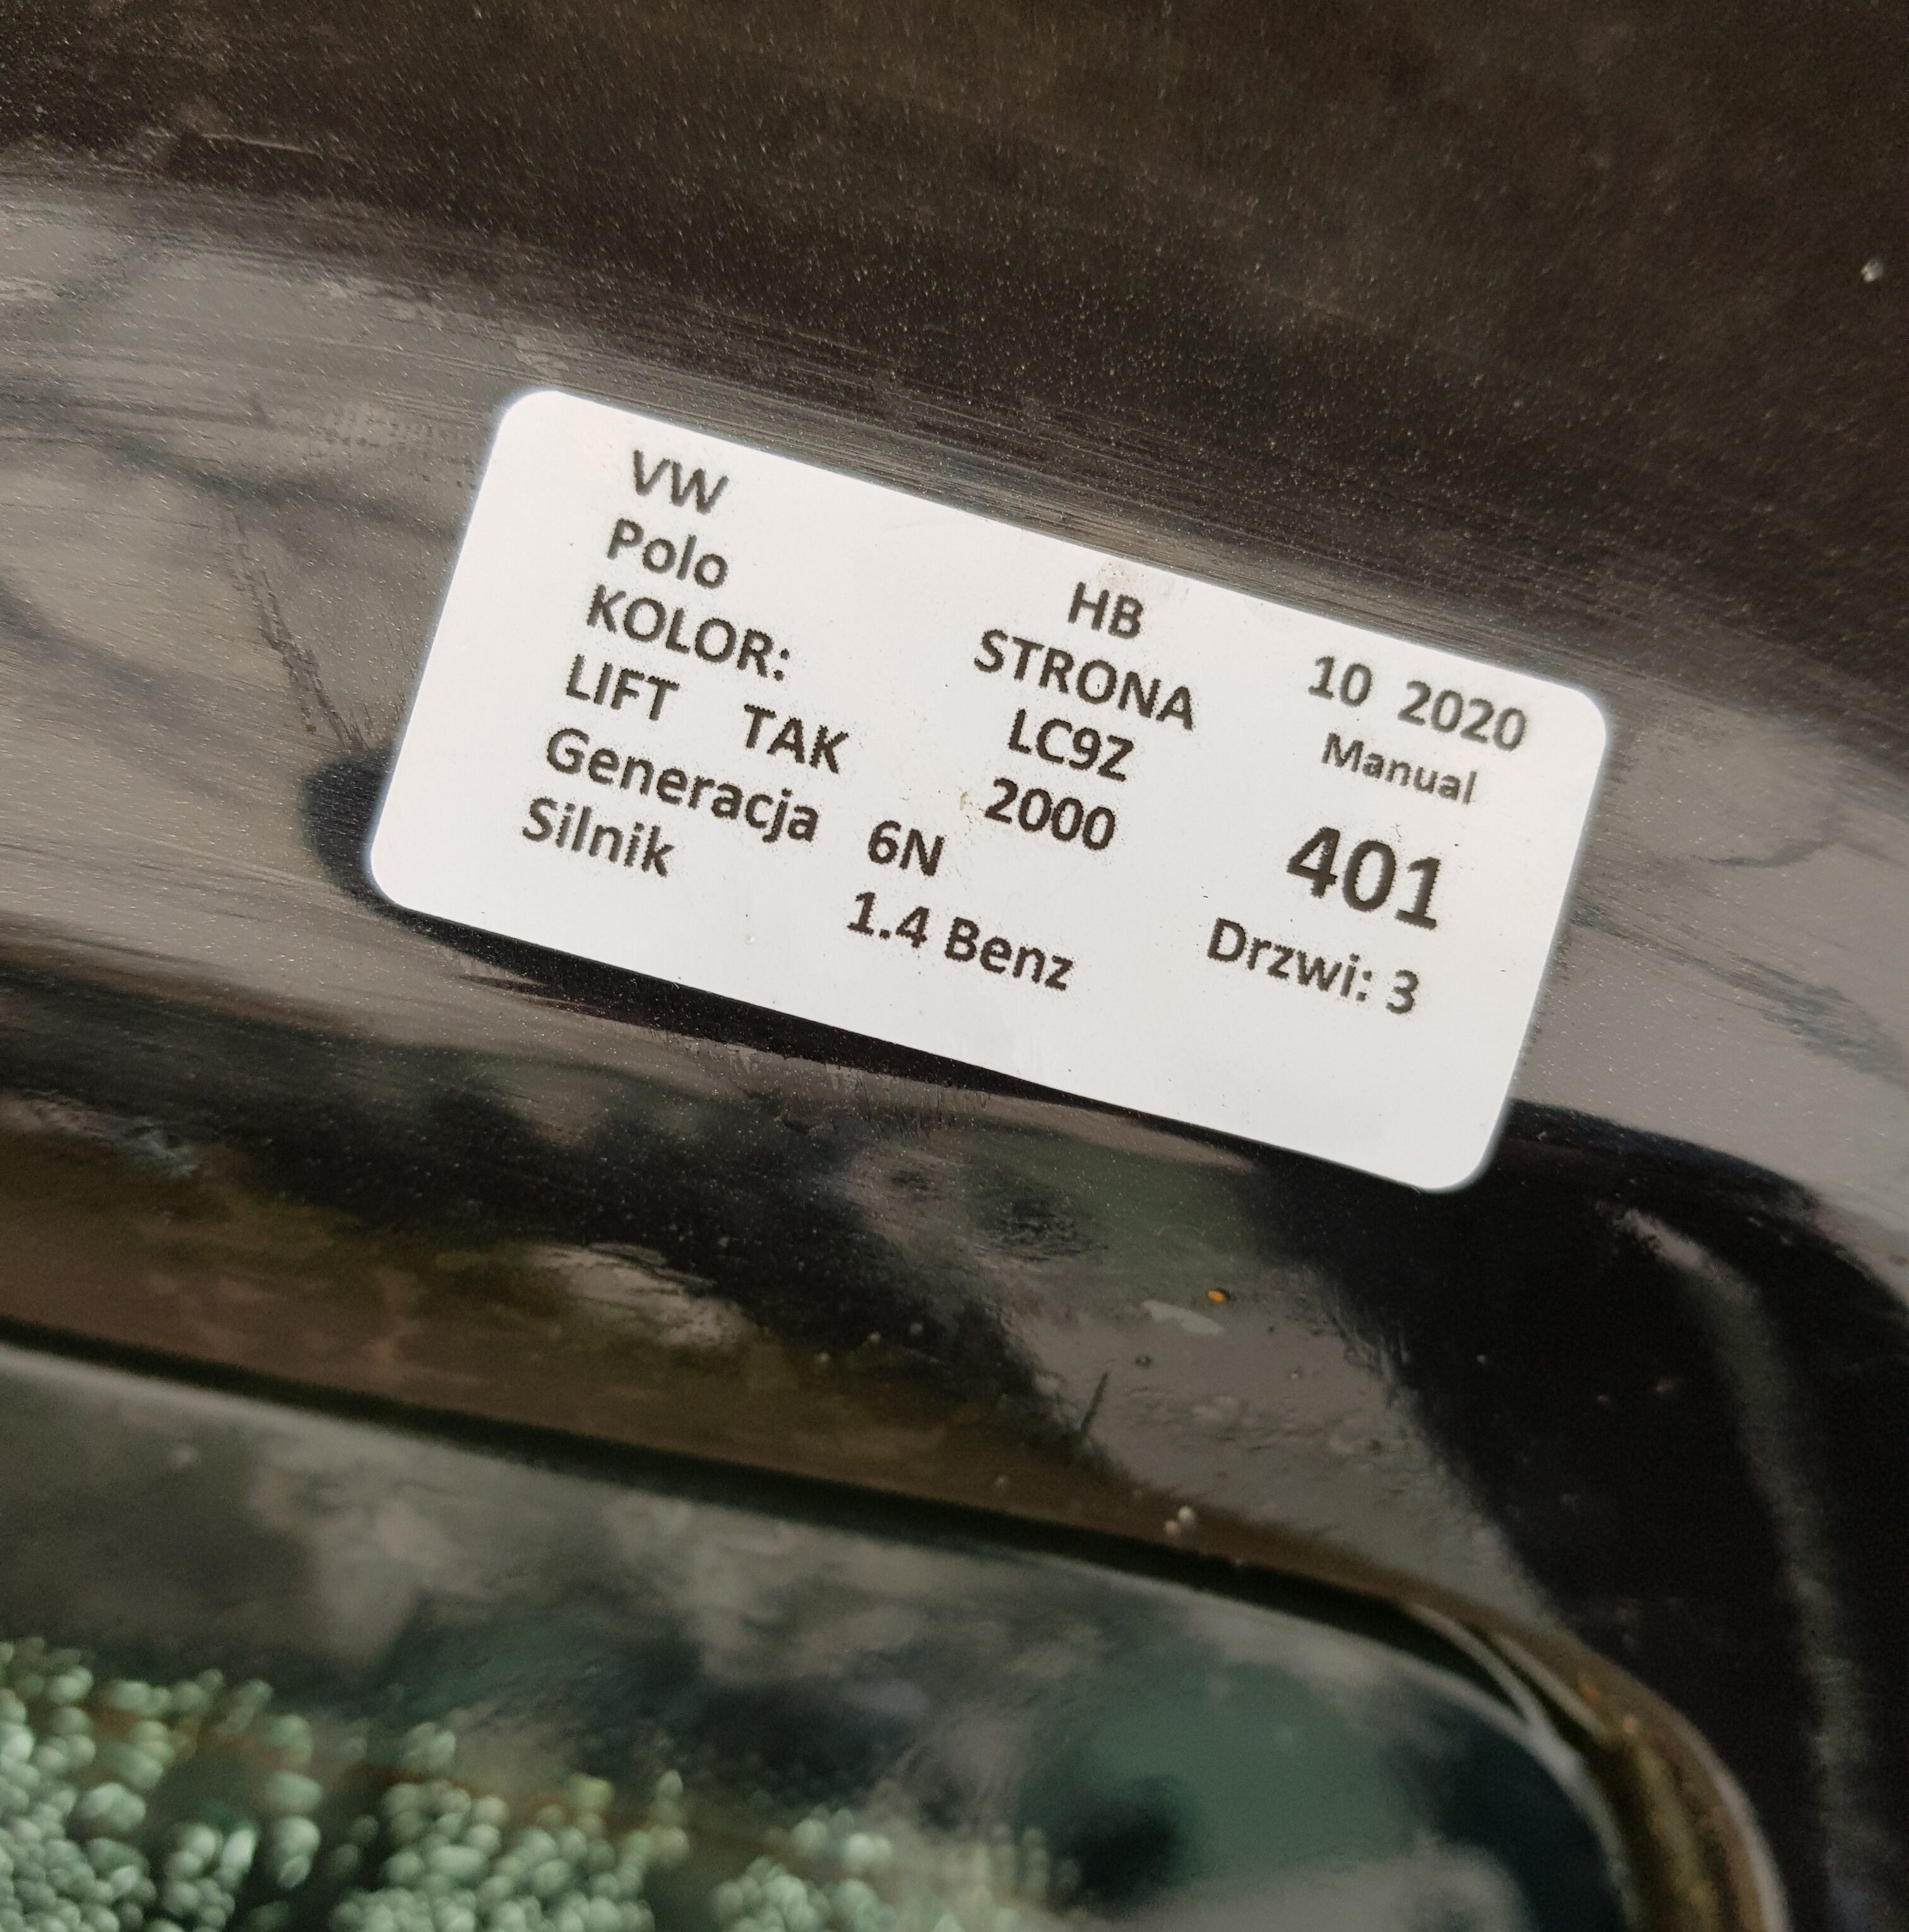 VW HB 10 2020
Polo STRONA Manual
KOLOR: LC9Z
LIFT TAK 2000 401
Generacja 6N Drzwi: 3
Silnik 1.4 Benz